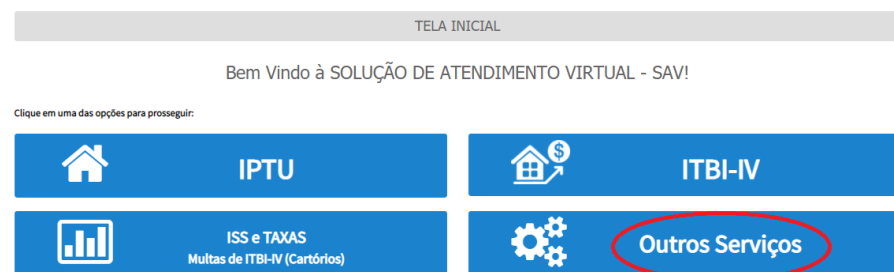 TELA INICIAL
Bem Vindo à SOLUÇÃO DE ATENDIMENTO VIRTUAL - SAV!
Clique em uma das opções para prosseguir:
IPTU
$
ITBI-IV
ISS e TAXAS
Multas de ITBI-IV (Cartórios)
Outros Serviços